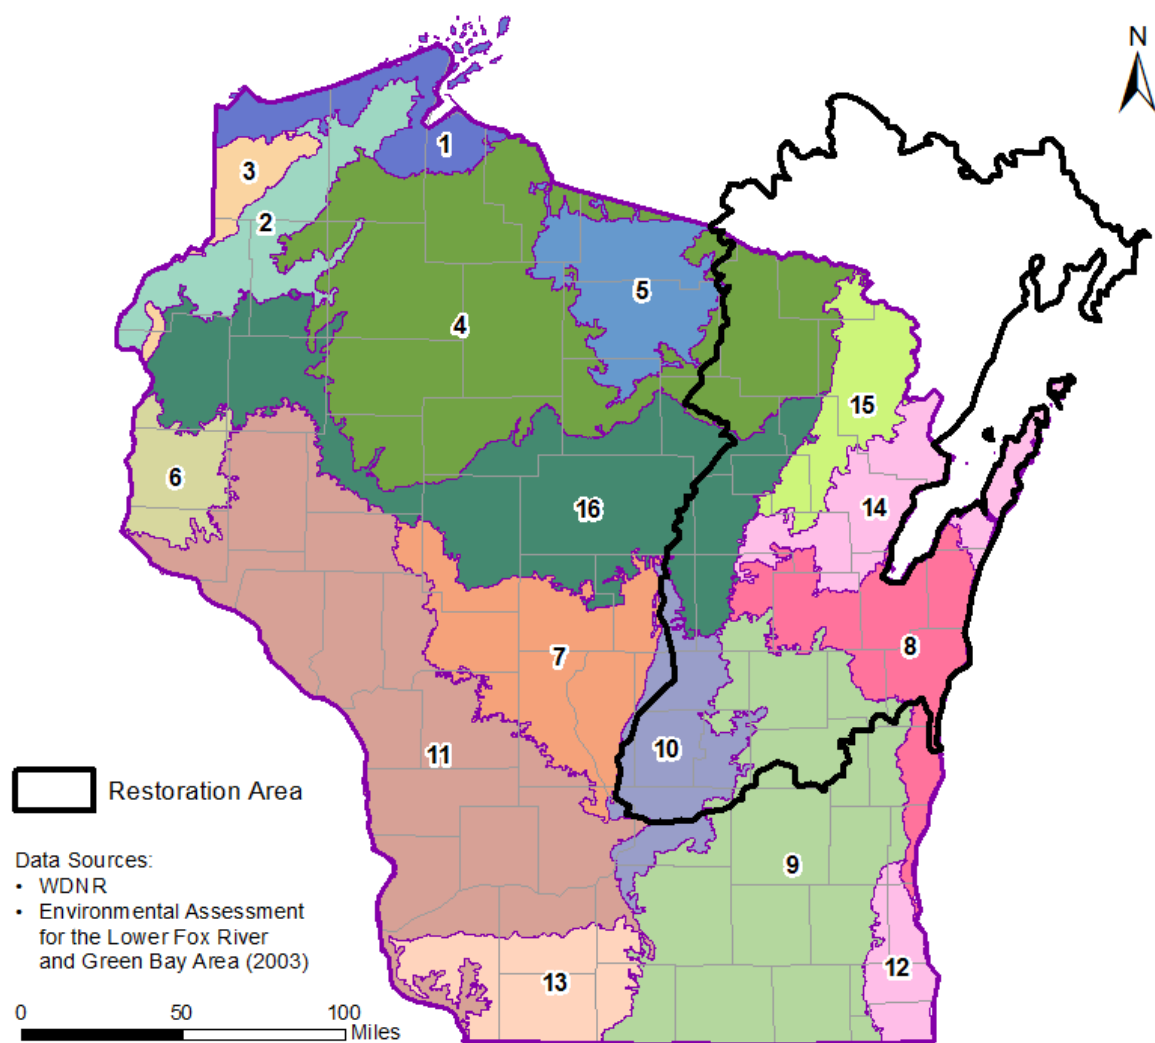 N
1
3
2
5
4
15
6
14
16
8
7
10
11
Restoration Area
9
Data Sources:
• WDNR
• Environmental Assessment
for the Lower Fox River
and Green Bay Area (2003)
12
13
0 50 100
Miles